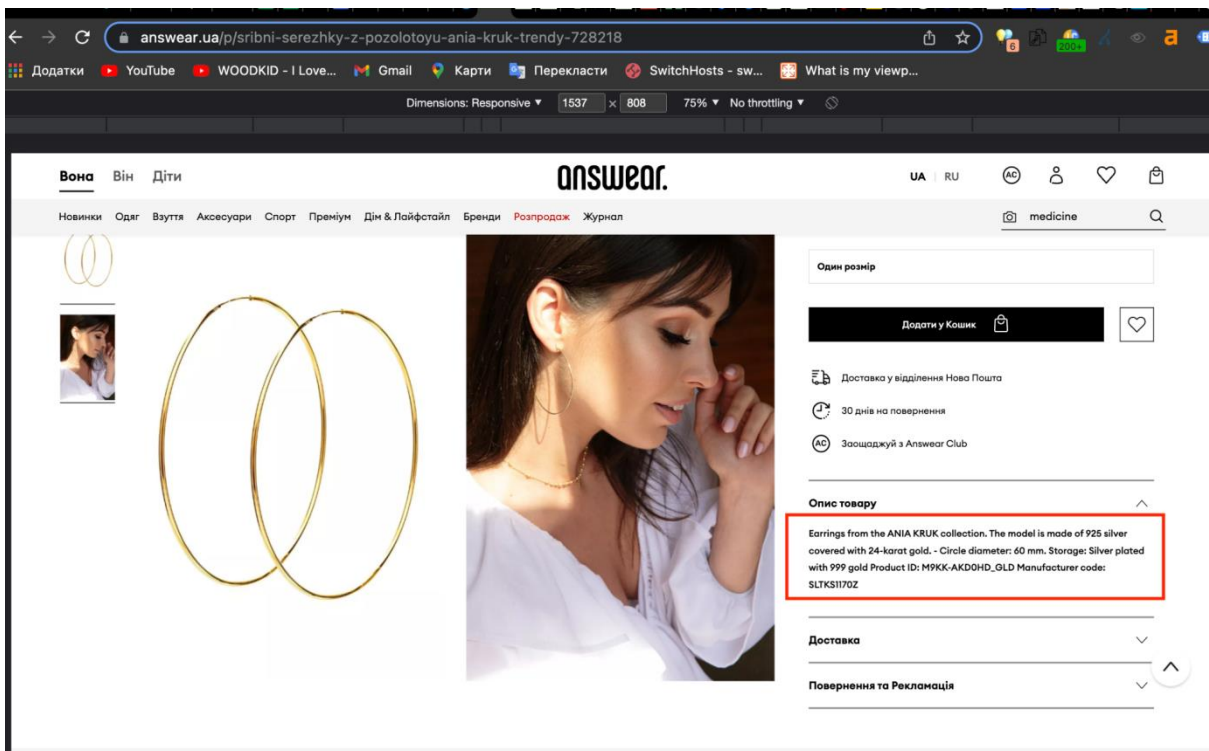 answear.ua/p/sribni-serezhky-z-pozolotoyu-ania-kruk-trendy-728218
6
200+
a
Додатки YouTube WOODKID - I Love... Gmail Карти Перекласти SwitchHosts - sw... What is my viewp...
Dimensions: Responsive ▼ 1537 × 808 75% ▼ No throttling ▼
Вона Він Діти answear. UA | RU AC
Новинки Одяг Взуття Аксесуари Спорт Преміум Дім & Лайфстайл Бренди Розпродаж Журнал medicine
Один розмір
Додати у Кошик
Доставка у відділення Нова Пошта
30 днів на повернення
AC Заощаджуй з Answear Club
Опис товару
Earrings from the ANIA KRUK collection. The model is made of 925 silver
covered with 24-karat gold. - Circle diameter: 60 mm. Storage: Silver plated
with 999 gold Product ID: M9KK-AKD0HD_GLD Manufacturer code:
SLTKS1170Z
Доставка
Повернення та Рекламація